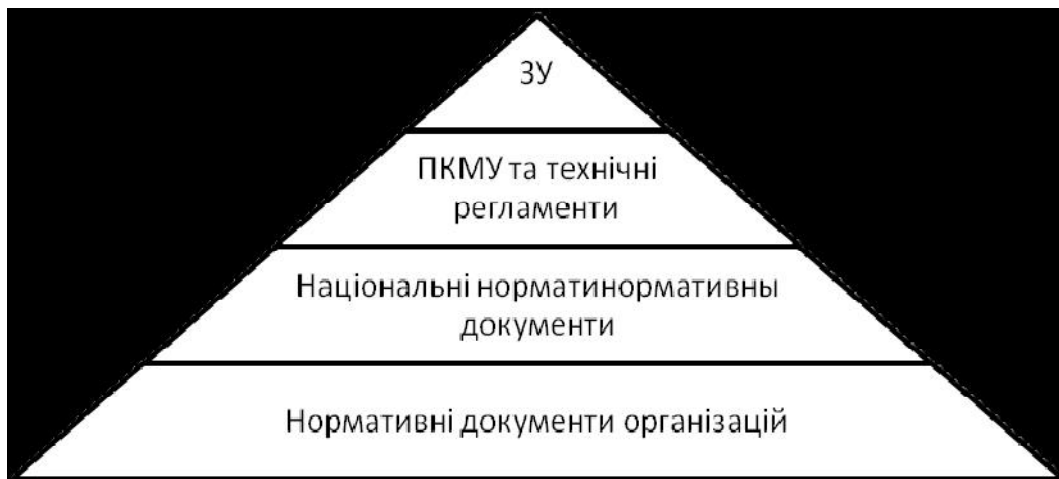 ЗУ
ПКМУ та технічні
регламенти
Національні норматинормативны
документи
Нормативні документи організацій